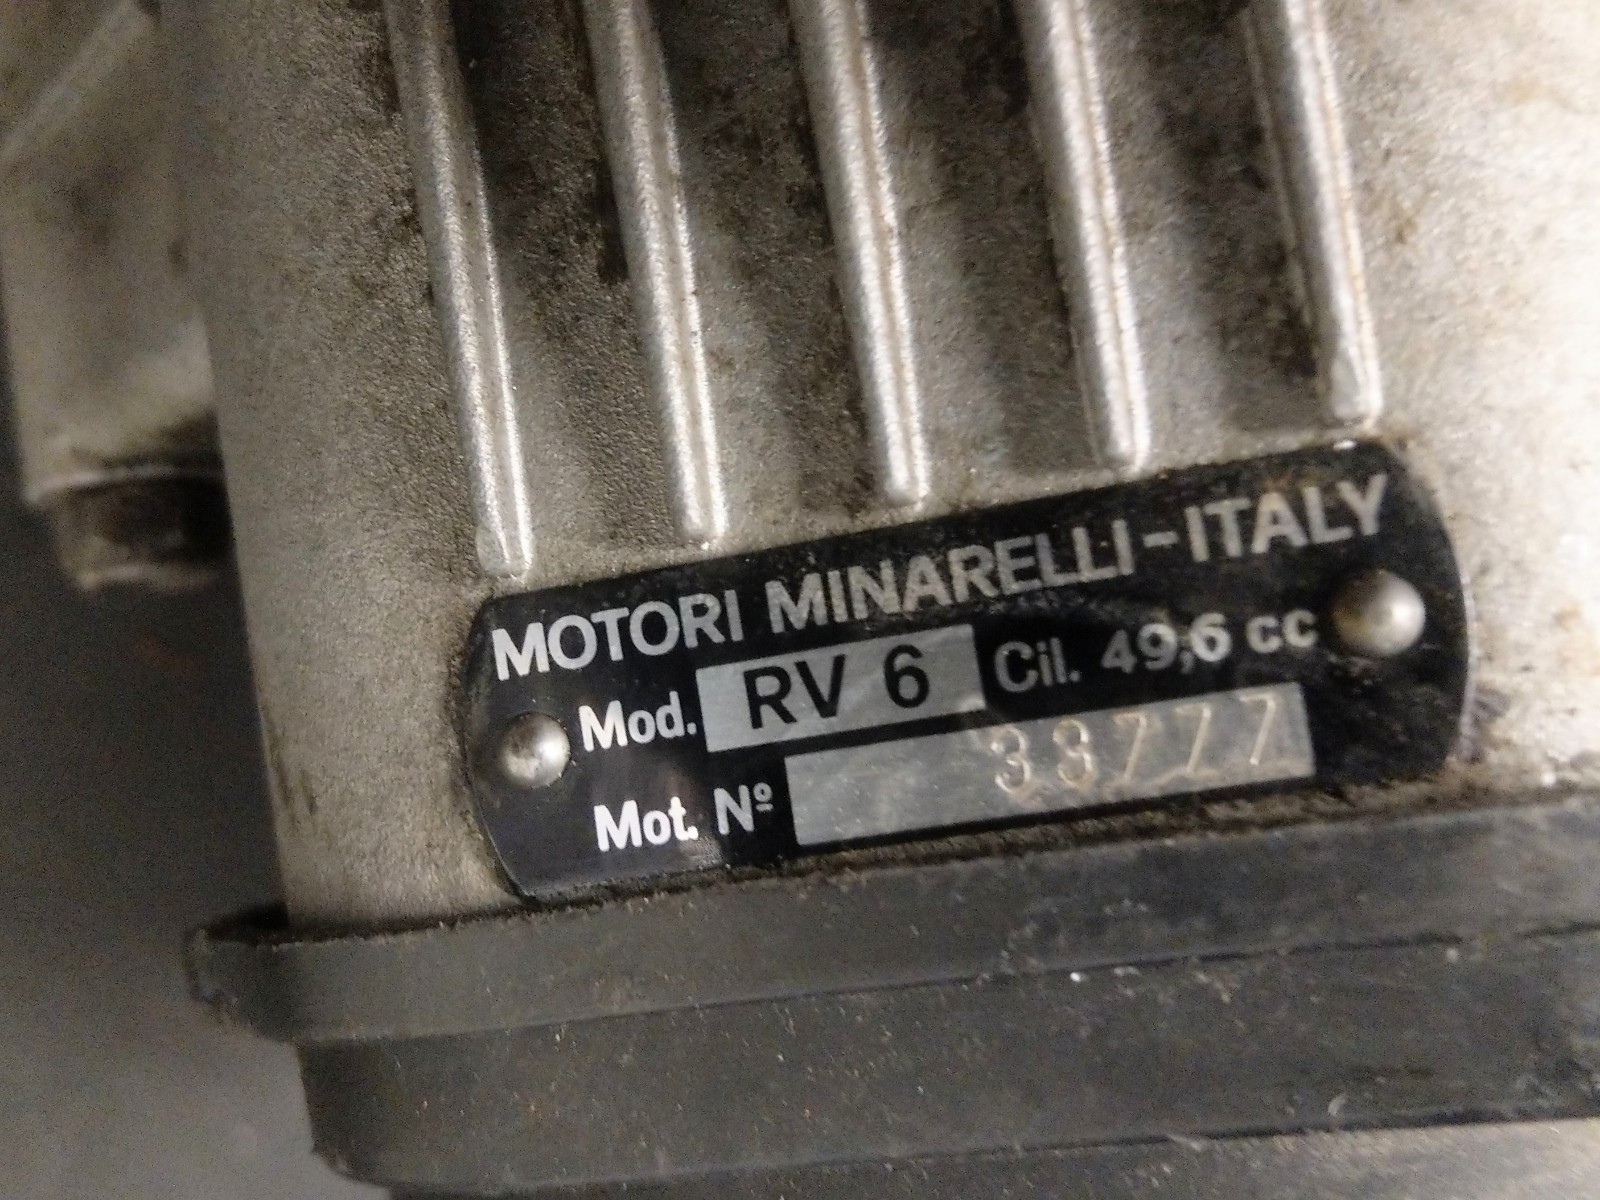 MOTORI MINARELLI-ITALY
Mod. RV 6 Cil. 49,6 cc
Mot. Nº 33777